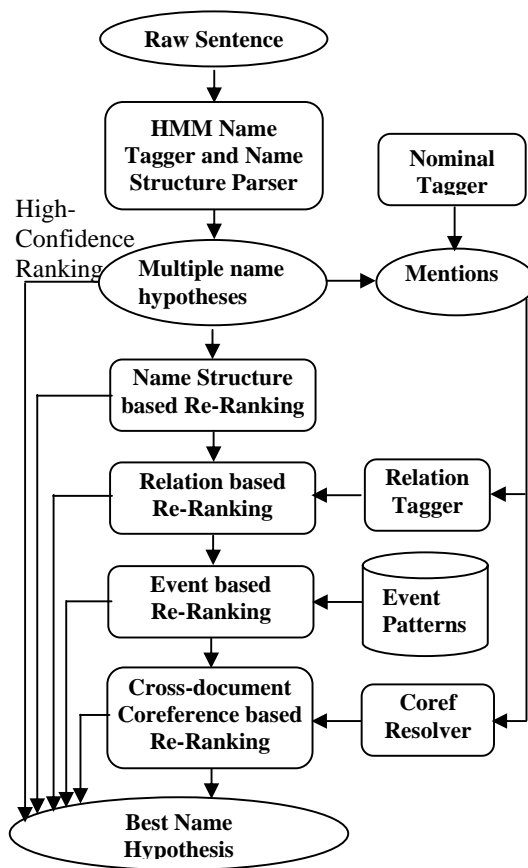 Raw Sentence
HMM Name
Tagger and Name
Structure Parser
Nominal
Tagger
High-
Confidence
Ranking
Multiple name
hypotheses
Mentions
Name Structure
based Re-Ranking
Relation based
Re-Ranking
Relation
Tagger
Event based
Re-Ranking
Event
Patterns
Cross-document
Coreference based
Re-Ranking
Coref
Resolver
Best Name
Hypothesis